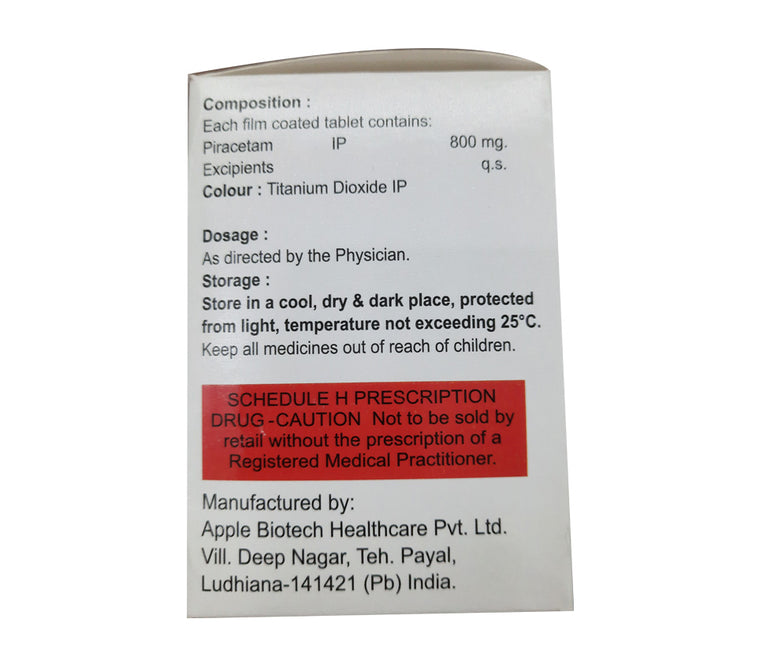 Composition :
Each film coated tablet contains:
Piracetam IP 800 mg.
Excipients q.s.
Colour : Titanium Dioxide IP
Dosage :
As directed by the Physician.
Storage :
Store in a cool, dry & dark place, protected
from light, temperature not exceeding 25°C.
Keep all medicines out of reach of children.
SCHEDULE H PRESCRIPTION
DRUG-CAUTION Not to be sold by
retail without the prescription of a
Registered Medical Practitioner.
Manufactured by:
Apple Biotech Healthcare Pvt. Ltd.
Vill. Deep Nagar, Teh. Payal,
Ludhiana-141421 (Pb) India.